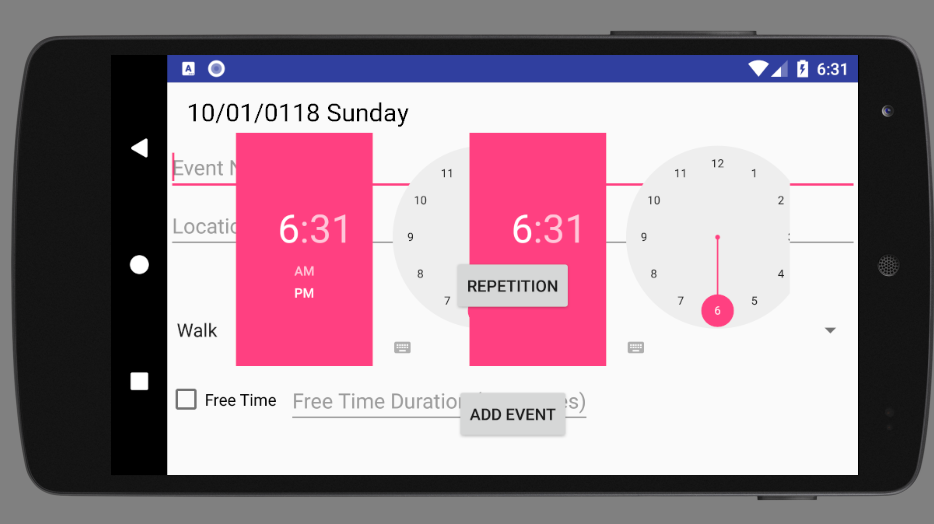 A 6:31
10/01/0118 Sunday
Event N
Locatio
6:31
AM
PM
11
10
9
8
7
6:31
12
1
2
4
5
6
7
8
9
10
11
REPETITION
Walk
Free Time
Free Time Duration
s)
ADD EVENT